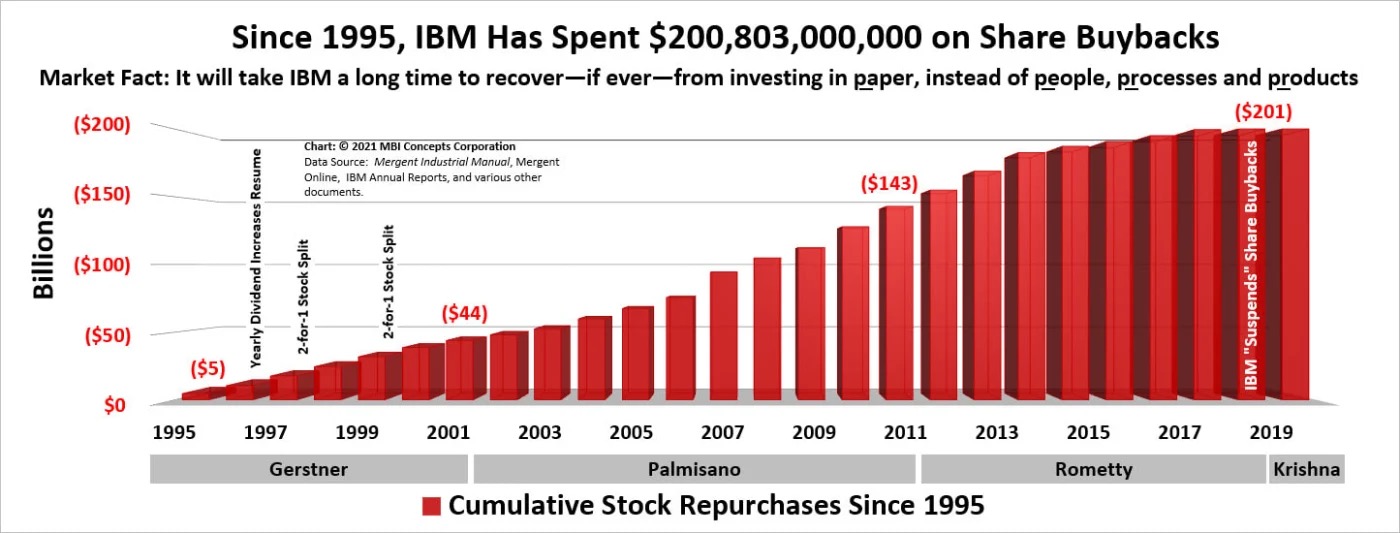 Since 1995, IBM Has Spent $200,803,000,000 on Share Buybacks
Market Fact: It will take IBM a long time to recover—if ever—from investing in paper, instead of people, processes and products
Billions
($200)
($150)
($100)
($50)
$0
Chart: © 2021 MBI Concepts Corporation
Data Source: Mergent Industrial Manual, Mergent
Online, IBM Annual Reports, and various other
documents.
($5)
Yearly Dividend Increases Resume
2-for-1 Stock Split
2-for-1 Stock Split
($44)
($143)
($201)
IBM "Suspends" Share Buybacks
1995 1997 1999 2001 2003 2005 2007 2009 2011 2013 2015 2017 2019
Gerstner Palmisano Rometty Krishna
Cumulative Stock Repurchases Since 1995